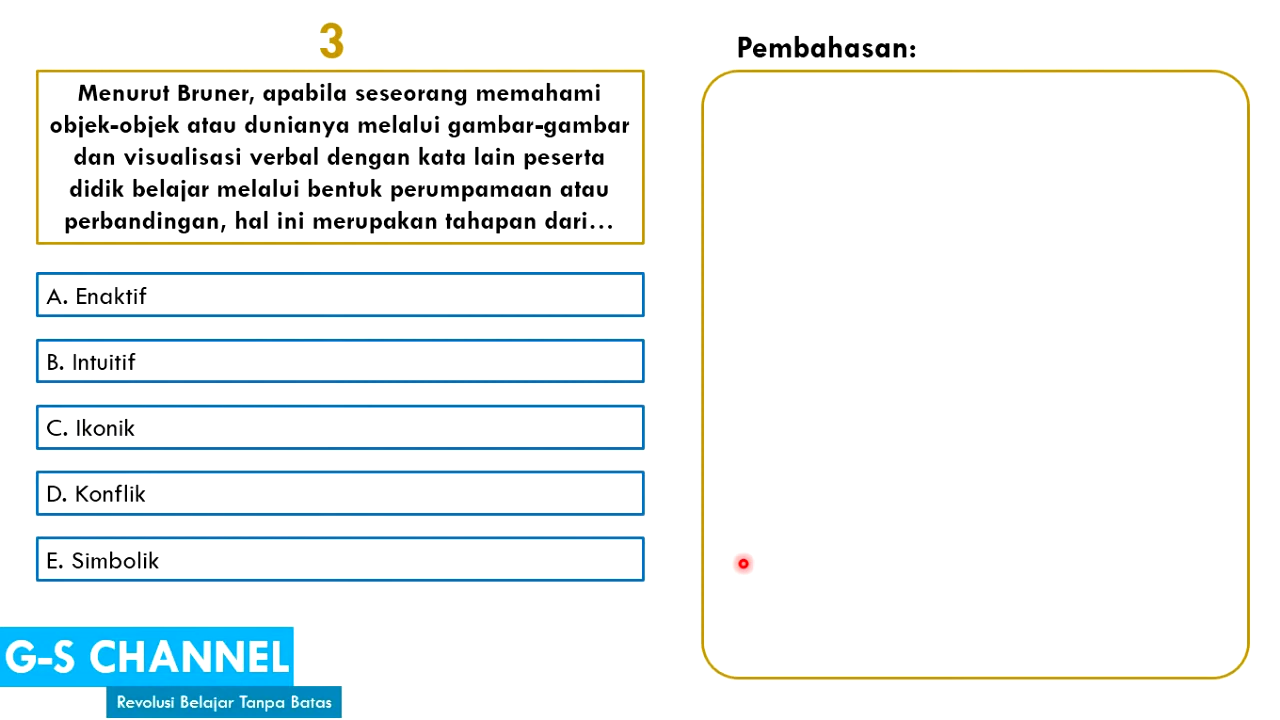 3
Menurut Bruner, apabila seseorang memahami
objek-objek atau dunianya melalui gambar-gambar
dan visualisasi verbal dengan kata lain peserta
didik belajar melalui bentuk perumpamaan atau
perbandingan, hal ini merupakan tahapan dari...
A. Enaktif
B. Intuitif
C. Ikonik
D. Konflik
E. Simbolik
Pembahasan:
G-S CHANNEL
Revolusi Belajar Tanpa Batas